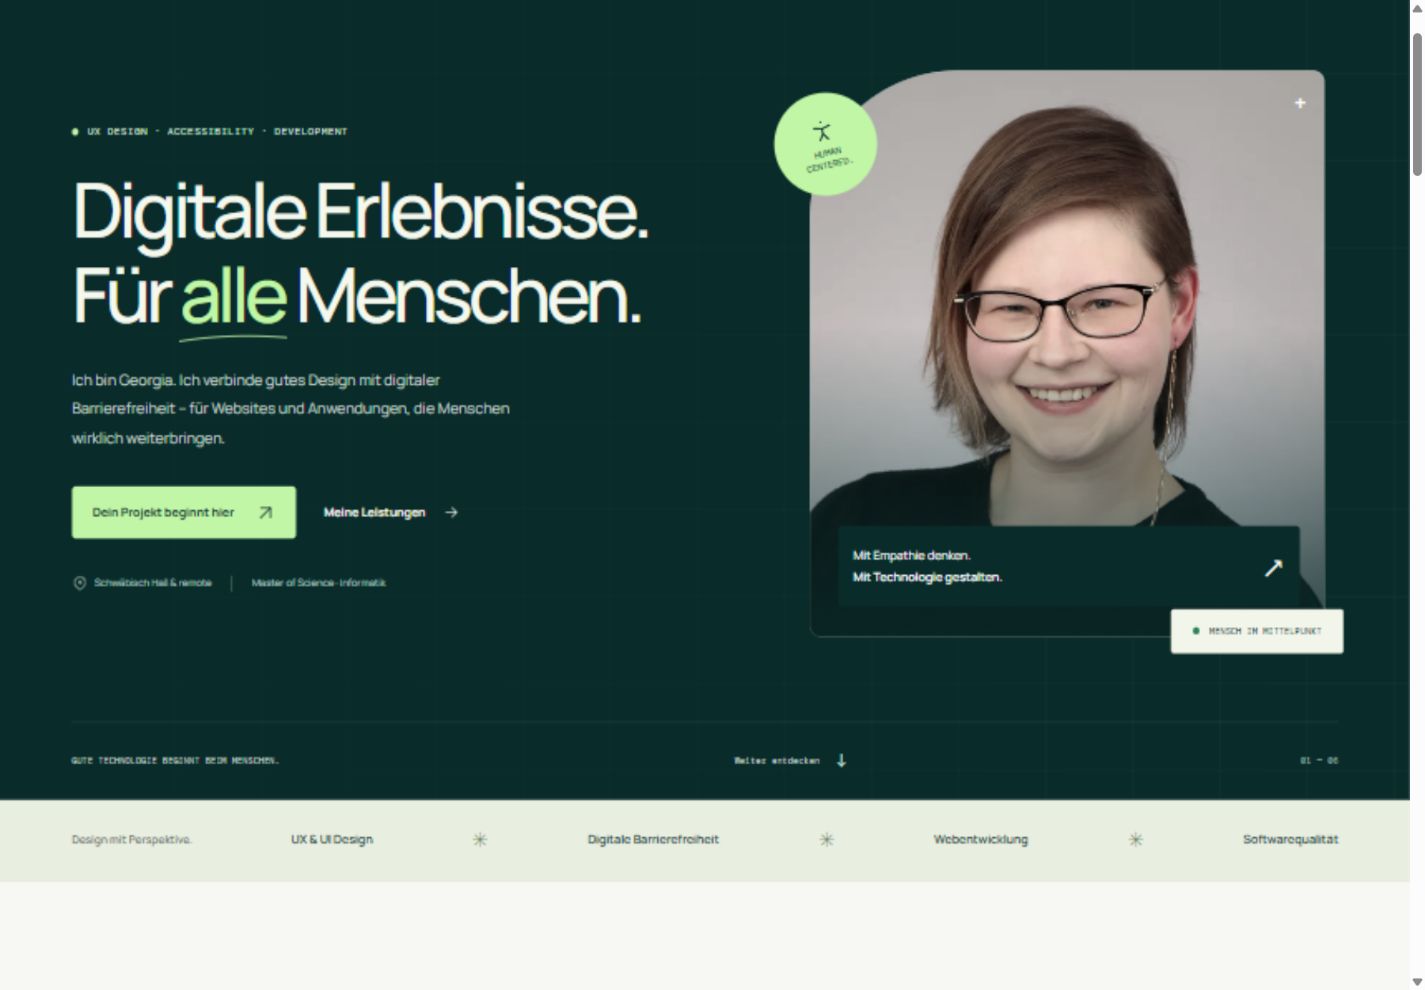 UX DESIGN · ACCESSIBILITY · DEVELOPMENT
Digitale Erlebnisse.
Für alle Menschen.
Ich bin Georgia. Ich verbinde gutes Design mit digitaler
Barrierefreiheit – für Websites und Anwendungen, die Menschen
wirklich weiterbringen.
Dein Projekt beginnt hier
Meine Leistungen
Schwäbisch Hall & remote
Master of Science · Informatik
HUMAN
CENTERED.
Mit Empathie denken.
Mit Technologie gestalten.
MENSCH IM MITTELPUNKT
GUTE TECHNOLOGIE BEGINNT BEIM MENSCHEN.
Weiter entdecken
01 — 06
Design mit Perspektive.
UX & UI Design
Digitale Barrierefreiheit
Webentwicklung
Softwarequalität